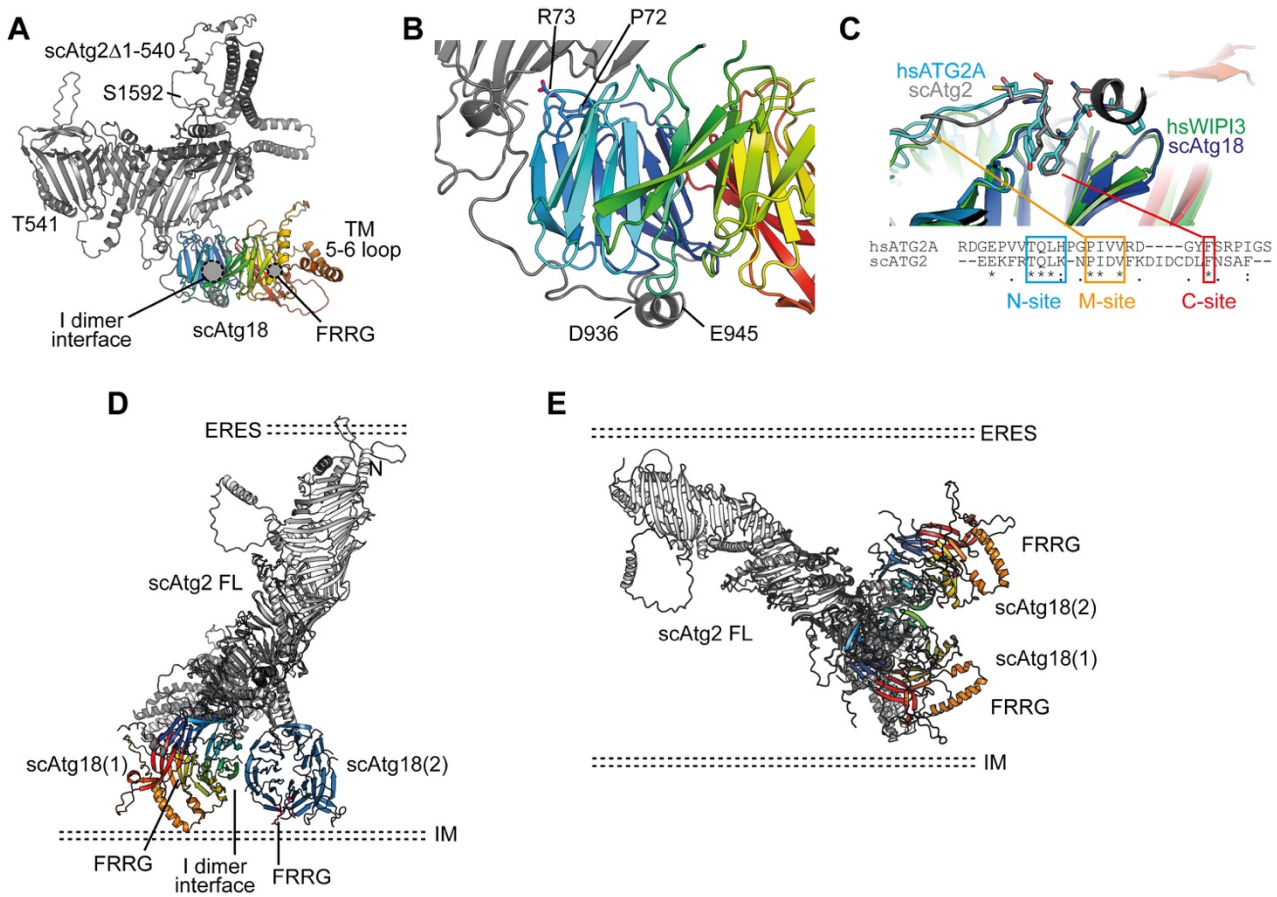 A
scAtg2Δ1-540
S1592
T541
TM
5-6 loop
I dimer
interface
scAtg18
FRRG
B
R73
P72
D936
E945
C
hsATG2A
scAtg2
hsWIPI3
scAtg18
hsATG2A RDGEPVVTQLHPGPIVVRD----GYFSRPIGS
scATG2 --EEKFRTQLK-NPIDVFKDIDCDLFNSAF--
* . ***: .** * . . *. :
N-site M-site C-site
D
ERES
N
scAtg2 FL
scAtg18(1)
scAtg18(2)
IM
FRRG
I dimer
interface
FRRG
E
ERES
FRRG
scAtg18(2)
scAtg2 FL
scAtg18(1)
FRRG
IM